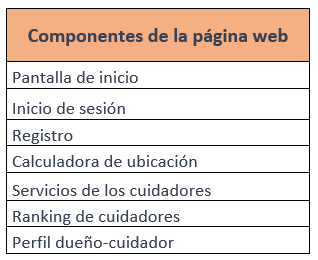 Componentes de la página web
Pantalla de inicio
Inicio de sesión
Registro
Calculadora de ubicación
Servicios de los cuidadores
Ranking de cuidadores
Perfil dueño-cuidador